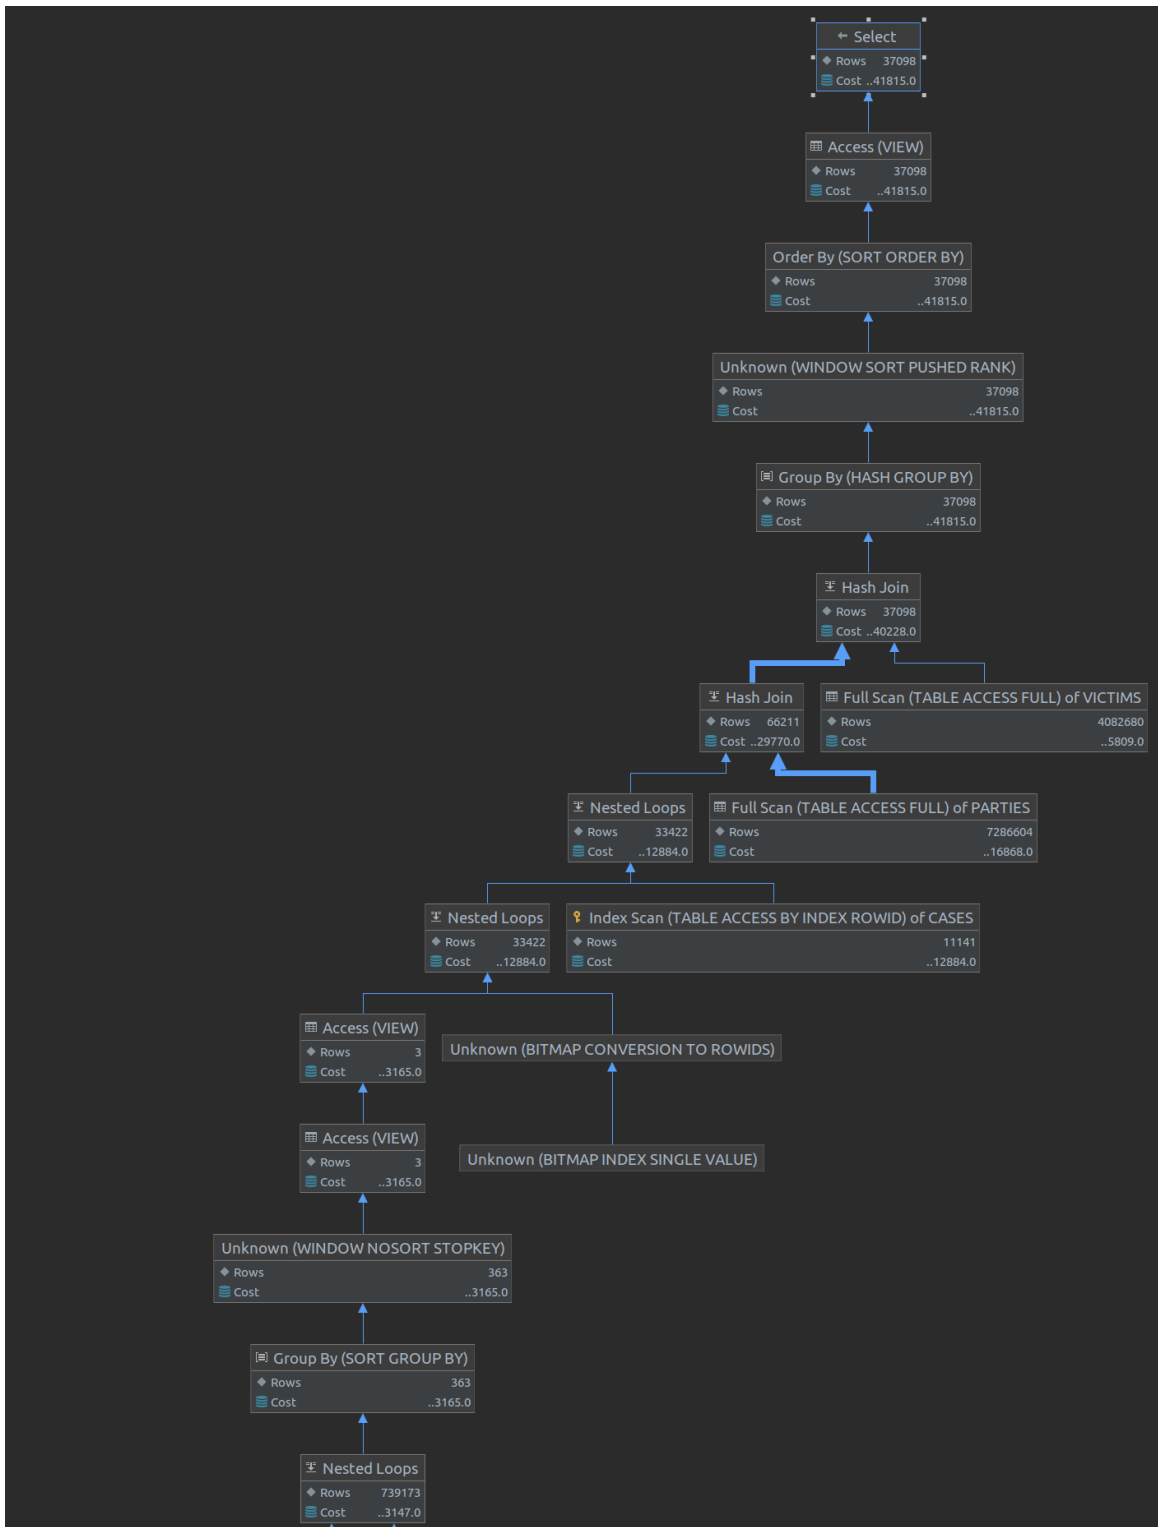 Select
Rows 37098
Cost ..41815.0
Access (VIEW)
Rows 37098
Cost ..41815.0
Order By (SORT ORDER BY)
Rows 37098
Cost ..41815.0
Unknown (WINDOW SORT PUSHED RANK)
Rows 37098
Cost ..41815.0
Group By (HASH GROUP BY)
Rows 37098
Cost ..41815.0
Hash Join
Rows 37098
Cost ..40228.0
Hash Join
Rows 66211
Cost ..29770.0
Full Scan (TABLE ACCESS FULL) of VICTIMS
Rows 4082680
Cost ..5809.0
Nested Loops
Rows 33422
Cost ..12884.0
Full Scan (TABLE ACCESS FULL) of PARTIES
Rows 7286604
Cost ..16868.0
Nested Loops
Rows 33422
Cost ..12884.0
Index Scan (TABLE ACCESS BY INDEX ROWID) of CASES
Rows 11141
Cost ..12884.0
Access (VIEW)
Rows 3
Cost ..3165.0
Unknown (BITMAP CONVERSION TO ROWIDS)
Access (VIEW)
Rows 3
Cost ..3165.0
Unknown (BITMAP INDEX SINGLE VALUE)
Unknown (WINDOW NOSORT STOPKEY)
Rows 363
Cost ..3165.0
Group By (SORT GROUP BY)
Rows 363
Cost ..3165.0
Nested Loops
Rows 739173
Cost ..3147.0